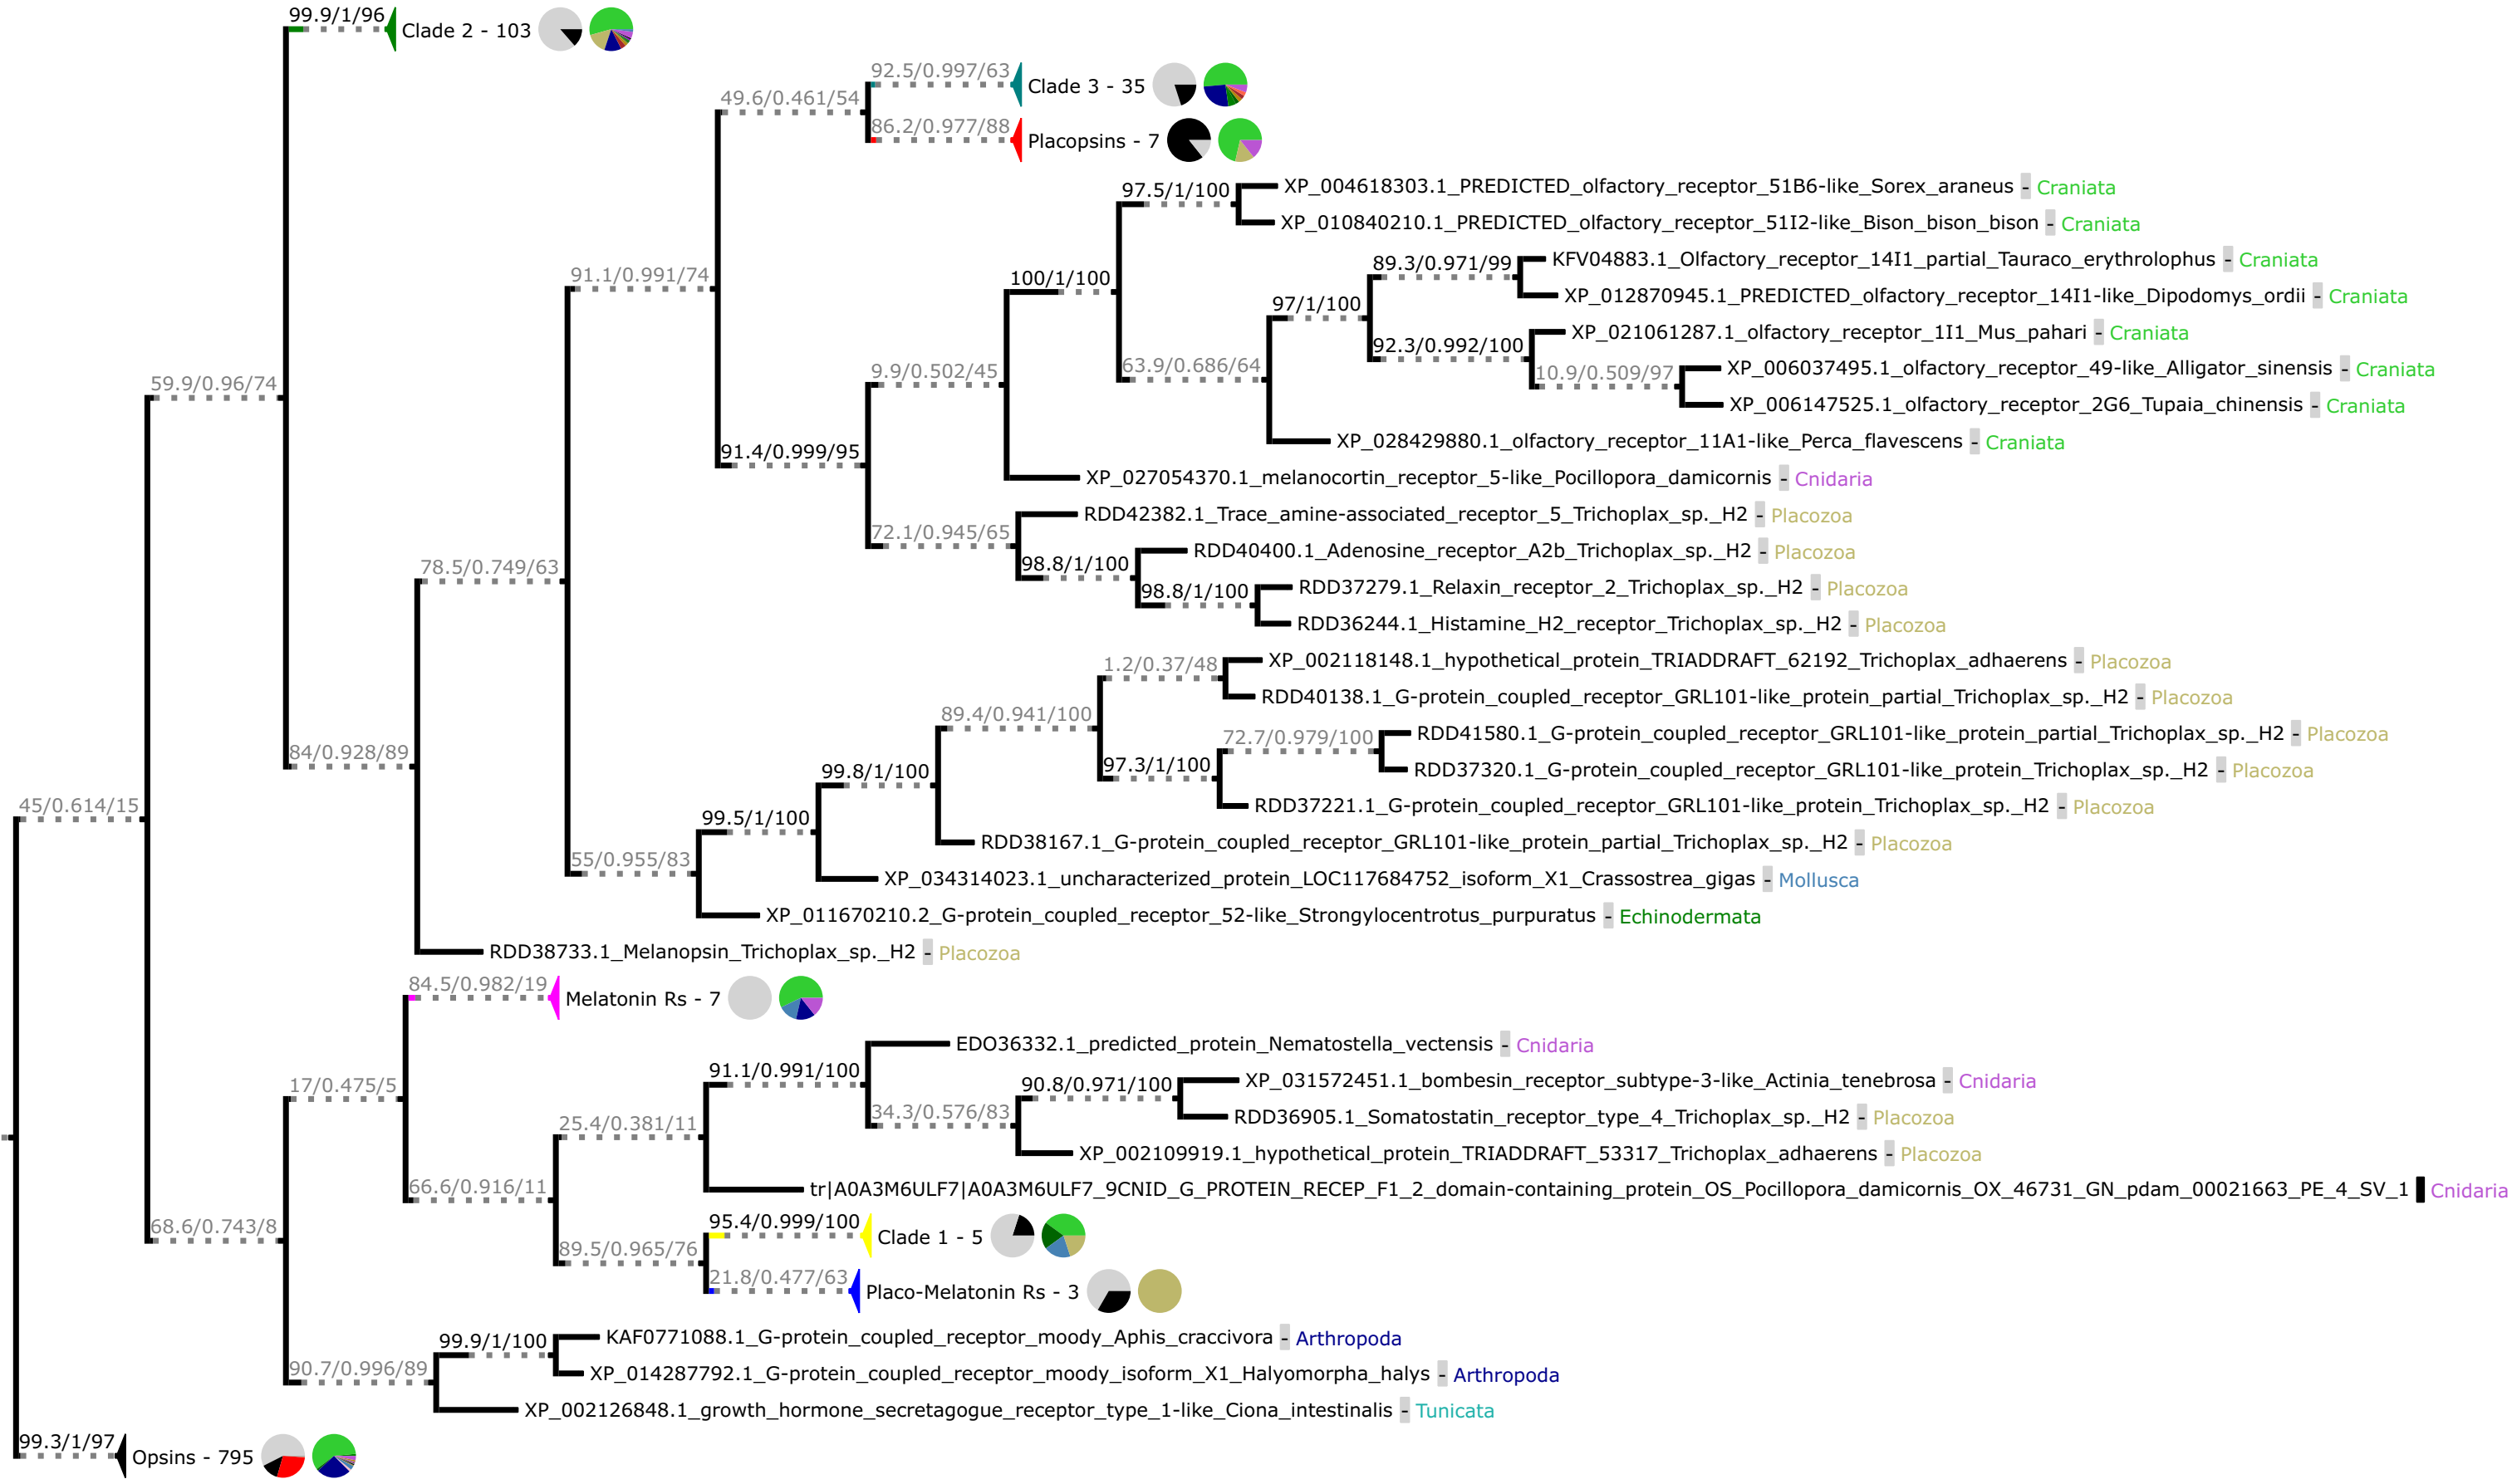 99.9/1/96
Clade 2 - 103
92.5/0.997/63
Clade 3 - 35
49.6/0.461/54
86.2/0.977/88
Placopsins - 7
97.5/1/100
XP_004618303.1_PREDICTED_olfactory_receptor_51B6-like_Sorex_araneus - Craniata
XP_010840210.1_PREDICTED_olfactory_receptor_51I2-like_Bison_bison_bison - Craniata
89.3/0.971/99
KFV04883.1_Olfactory_receptor_14I1_partial_Tauraco_erythrolophus - Craniata
91.1/0.991/74
100/1/100
XP_012870945.1_PREDICTED_olfactory_receptor_14I1-like_Dipodomys_ordii - Craniata
97/1/100
XP_021061287.1_olfactory_receptor_1I1_Mus_pahari - Craniata
92.3/0.992/100
59.9/0.96/74
9.9/0.502/45
63.9/0.686/64
10.9/0.509/97
XP_006037495.1_olfactory_receptor_49-like_Alligator_sinensis - Craniata
XP_006147525.1_olfactory_receptor_2G6_Tupaia_chinensis - Craniata
91.4/0.999/95
XP_028429880.1_olfactory_receptor_11A1-like_Perca_flavescens - Craniata
XP_027054370.1_melanocortin_receptor_5-like_Pocillopora_damicornis - Cnidaria
RDD42382.1_Trace_amine-associated_receptor_5_Trichoplax_sp._H2 - Placozoa
72.1/0.945/65
RDD40400.1_Adenosine_receptor_A2b_Trichoplax_sp._H2 - Placozoa
78.5/0.749/63
98.8/1/100
RDD37279.1_Relaxin_receptor_2_Trichoplax_sp._H2 - Placozoa
98.8/1/100
RDD36244.1_Histamine_H2_receptor_Trichoplax_sp._H2 - Placozoa
1.2/0.37/48
XP_002118148.1_hypothetical_protein_TRIADDRAFT_62192_Trichoplax_adhaerens - Placozoa
RDD40138.1_G-protein_coupled_receptor_GRL101-like_protein_partial_Trichoplax_sp._H2 - Placozoa
89.4/0.941/100
72.7/0.979/100
RDD41580.1_G-protein_coupled_receptor_GRL101-like_protein_partial_Trichoplax_sp._H2 - Placozoa
84/0.928/89
99.8/1/100
97.3/1/100
RDD37320.1_G-protein_coupled_receptor_GRL101-like_protein_Trichoplax_sp._H2 - Placozoa
45/0.614/15
99.5/1/100
RDD37221.1_G-protein_coupled_receptor_GRL101-like_protein_Trichoplax_sp._H2 - Placozoa
RDD38167.1_G-protein_coupled_receptor_GRL101-like_protein_partial_Trichoplax_sp._H2 - Placozoa
55/0.955/83
XP_034314023.1_uncharacterized_protein_LOC117684752_isoform_X1_Crassostrea_gigas - Mollusca
XP_011670210.2_G-protein_coupled_receptor_52-like_Strongylocentrotus_purpuratus - Echinodermata
RDD38733.1_Melanopsin_Trichoplax_sp._H2 - Placozoa
84.5/0.982/19
Melatonin Rs - 7
EDO36332.1_predicted_protein_Nematostella_vectensis - Cnidaria
17/0.475/5
91.1/0.991/100
90.8/0.971/100
XP_031572451.1_bombesin_receptor_subtype-3-like_Actinia_tenebrosa - Cnidaria
25.4/0.381/11
34.3/0.576/83
RDD36905.1_Somatostatin_receptor_type_4_Trichoplax_sp._H2 - Placozoa
XP_002109919.1_hypothetical_protein_TRIADDRAFT_53317_Trichoplax_adhaerens - Placozoa
66.6/0.916/11
tr|A0A3M6ULF7|A0A3M6ULF7_9CNID_G_PROTEIN_RECEP_F1_2_domain-containing_protein_OS_Pocillopora_damicornis_OX_46731_GN_pdam_00021663_PE_4_SV_1 Cnidaria
68.6/0.743/8
95.4/0.999/100
Clade 1 - 5
89.5/0.965/76
21.8/0.477/63
Placo-Melatonin Rs - 3
99.9/1/100
KAF0771088.1_G-protein_coupled_receptor_moody_Aphis_craccivora - Arthropoda
90.7/0.996/89
XP_014287792.1_G-protein_coupled_receptor_moody_isoform_X1_Halyomorpha_halys - Arthropoda
XP_002126848.1_growth_hormone_secretagogue_receptor_type_1-like_Ciona_intestinalis - Tunicata
99.3/1/97
Opsins - 795